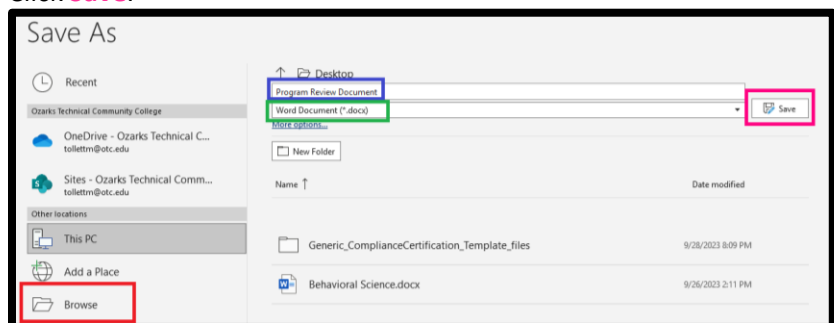 Click Save.
Save As
Recent
Ozarks Technical Community College
OneDrive - Ozarks Technical C...
tollettm@otc.edu
Sites - Ozarks Technical Comm...
tollettm@otc.edu
Other locations
This PC
Add a Place
Browse
↑ Desktop
Program Review Document
Word Document (*.docx)
Save
More options...
New Folder
Name ↑ Date modified
Generic_ComplianceCertification_Template_files 9/28/2023 8:09 PM
Behavioral Science.docx 9/26/2023 2:11 PM